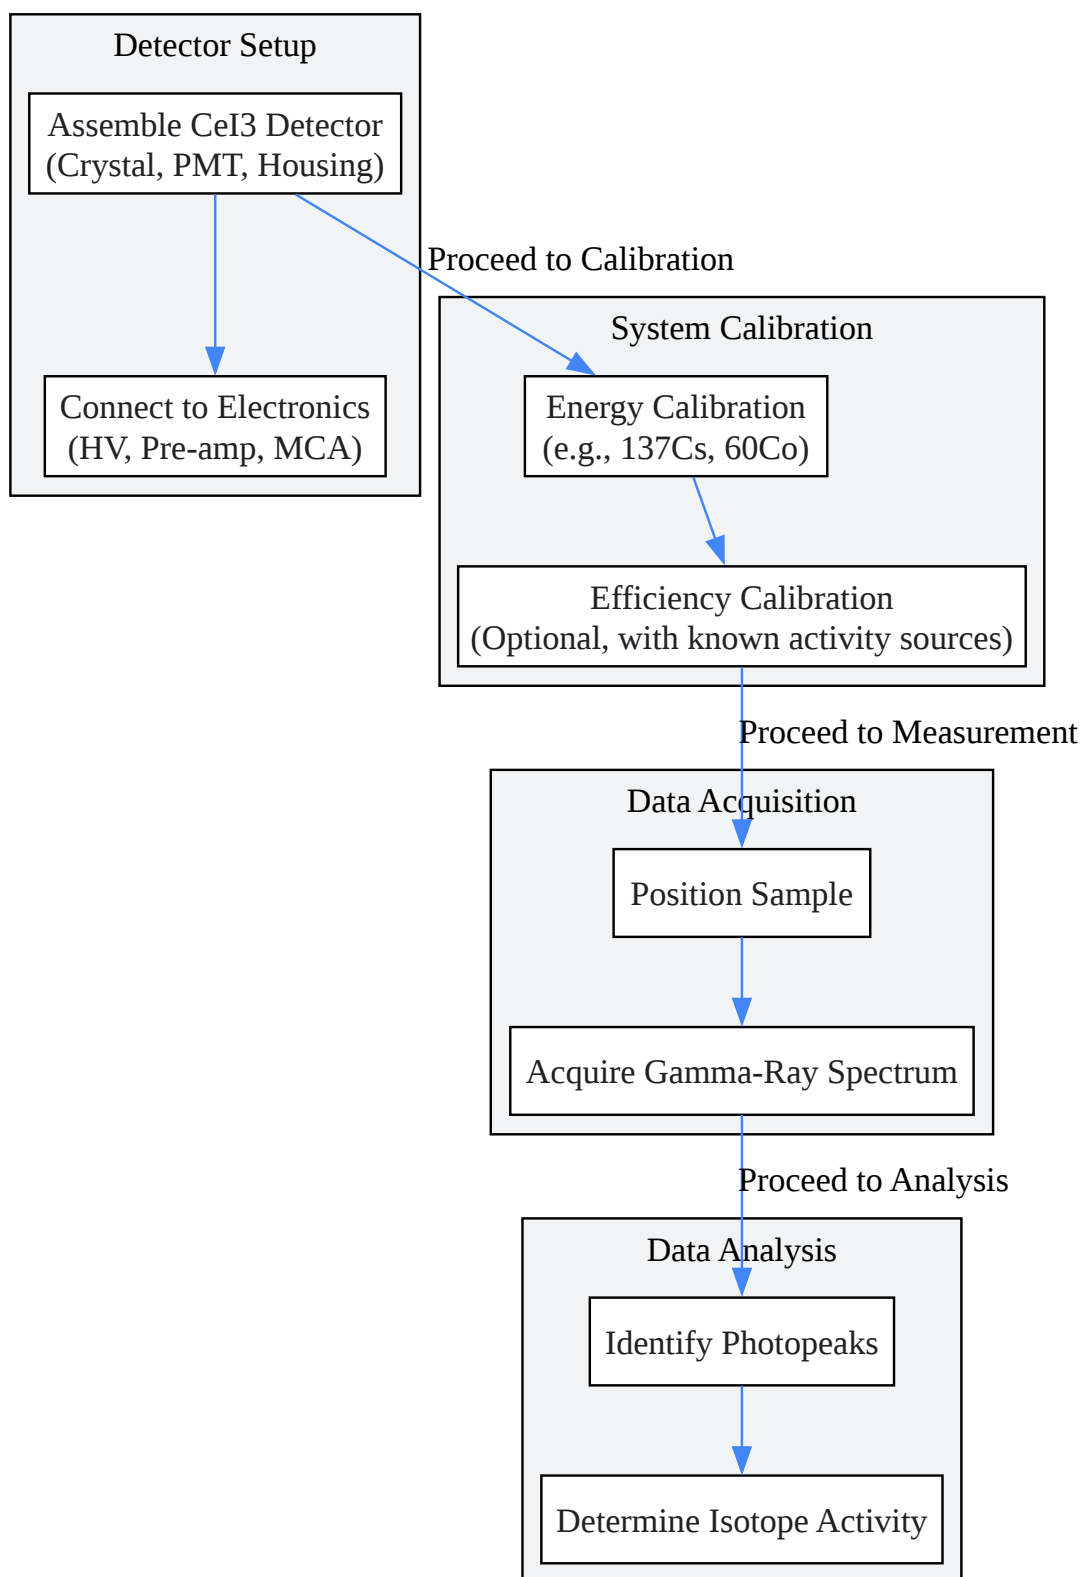 Detector Setup
Assemble CeI3 Detector
(Crystal, PMT, Housing)
Proceed to Calibration
System Calibration
Connect to Electronics
(HV, Pre-amp, MCA)
Energy Calibration
(e.g., 137Cs, 60Co)
Efficiency Calibration
(Optional, with known activity sources)
Proceed to Measurement
Data Acquisition
Position Sample
Acquire Gamma-Ray Spectrum
Proceed to Analysis
Data Analysis
Identify Photopeaks
Determine Isotope Activity